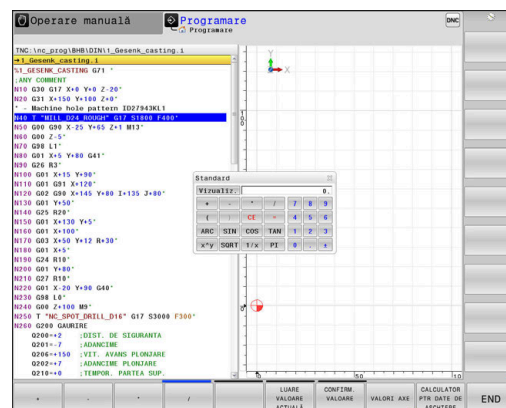 Operare manuală
Programare
Programare
DNC
TNC:\nc_prog\BHB\DIN\1_Gesenk_casting.i
→1_Gesenk_casting.i
%1_GESENK_CASTING G71 *
;ANY COMMENT
N10 G30 G17 X+0 Y+0 Z-20*
N20 G31 X+150 Y+100 Z+0*
* - Machine hole pattern ID27943KL1
N40 T "MILL_D24_ROUGH" G17 S1800 F400*
N50 G00 G90 X-25 Y+65 Z+1 M13*
N60 G00 Z-5*
N70 G98 L1*
N80 G01 X+5 Y+80 G41*
N90 G26 R3*
N100 G01 X+15 Y+90*
N110 G01 G91 X+120*
N120 G02 G90 X+145 Y+80 I+135 J+80*
N130 G01 Y+50*
N140 G25 R20*
N150 G01 X+130 Y+5*
N160 G01 X+100*
N170 G03 X+50 Y+12 R+30*
N180 G01 X+5*
N190 G24 R10*
N200 G01 Y+80*
N210 G27 R10*
N220 G01 X-20 Y+90 G40*
N230 G98 L0*
N240 G00 Z+100 M9*
N250 T "NC_SPOT_DRILL_D16" G17 S3000 F300*
N260 G200 GAURIRE
Q200=+2 ;DIST. DE SIGURANTA
Q201=-7 ;ADANCIME
Q206=+150 ;VIT. AVANS PLONJARE
Q202=+7 ;ADANCIME PLONJARE
Q210=+0 ;TEMPOR. PARTEA SUP.
Y
X
100
0
0
50
Standard
Vizualiz. 0.
+ - * / 7 8 9
( ) CE = 4 5 6
ARC SIN COS TAN 1 2 3
x^y SQRT 1/x PI 0 . ±
+ - * /
LUARE VALOARE ACTUALĂ
CONFIRM. VALOARE
VALORI AXE
CALCULATOR PTR DATE DE AŞCHIERE
END